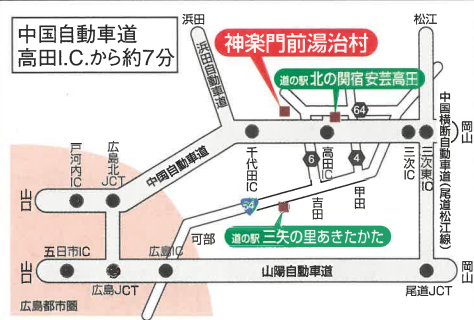 中国自動車道
高田I.C.から約7分
浜田
松江
神楽門前湯治村
道の駅 北の関宿 安芸高田
浜田自動車道
64
中国横断自動車道(尾道松江線)
岡山
戸河内IC
広島北JCT
中国自動車道
千代田IC
高田IC
6
4
三次IC
三次東IC
山口
54
吉田
甲田
可部
道の駅 三矢の里あきたかた
五日市IC
広島IC
山口
山陽自動車道
岡山
広島JCT
尾道JCT
広島都市圏